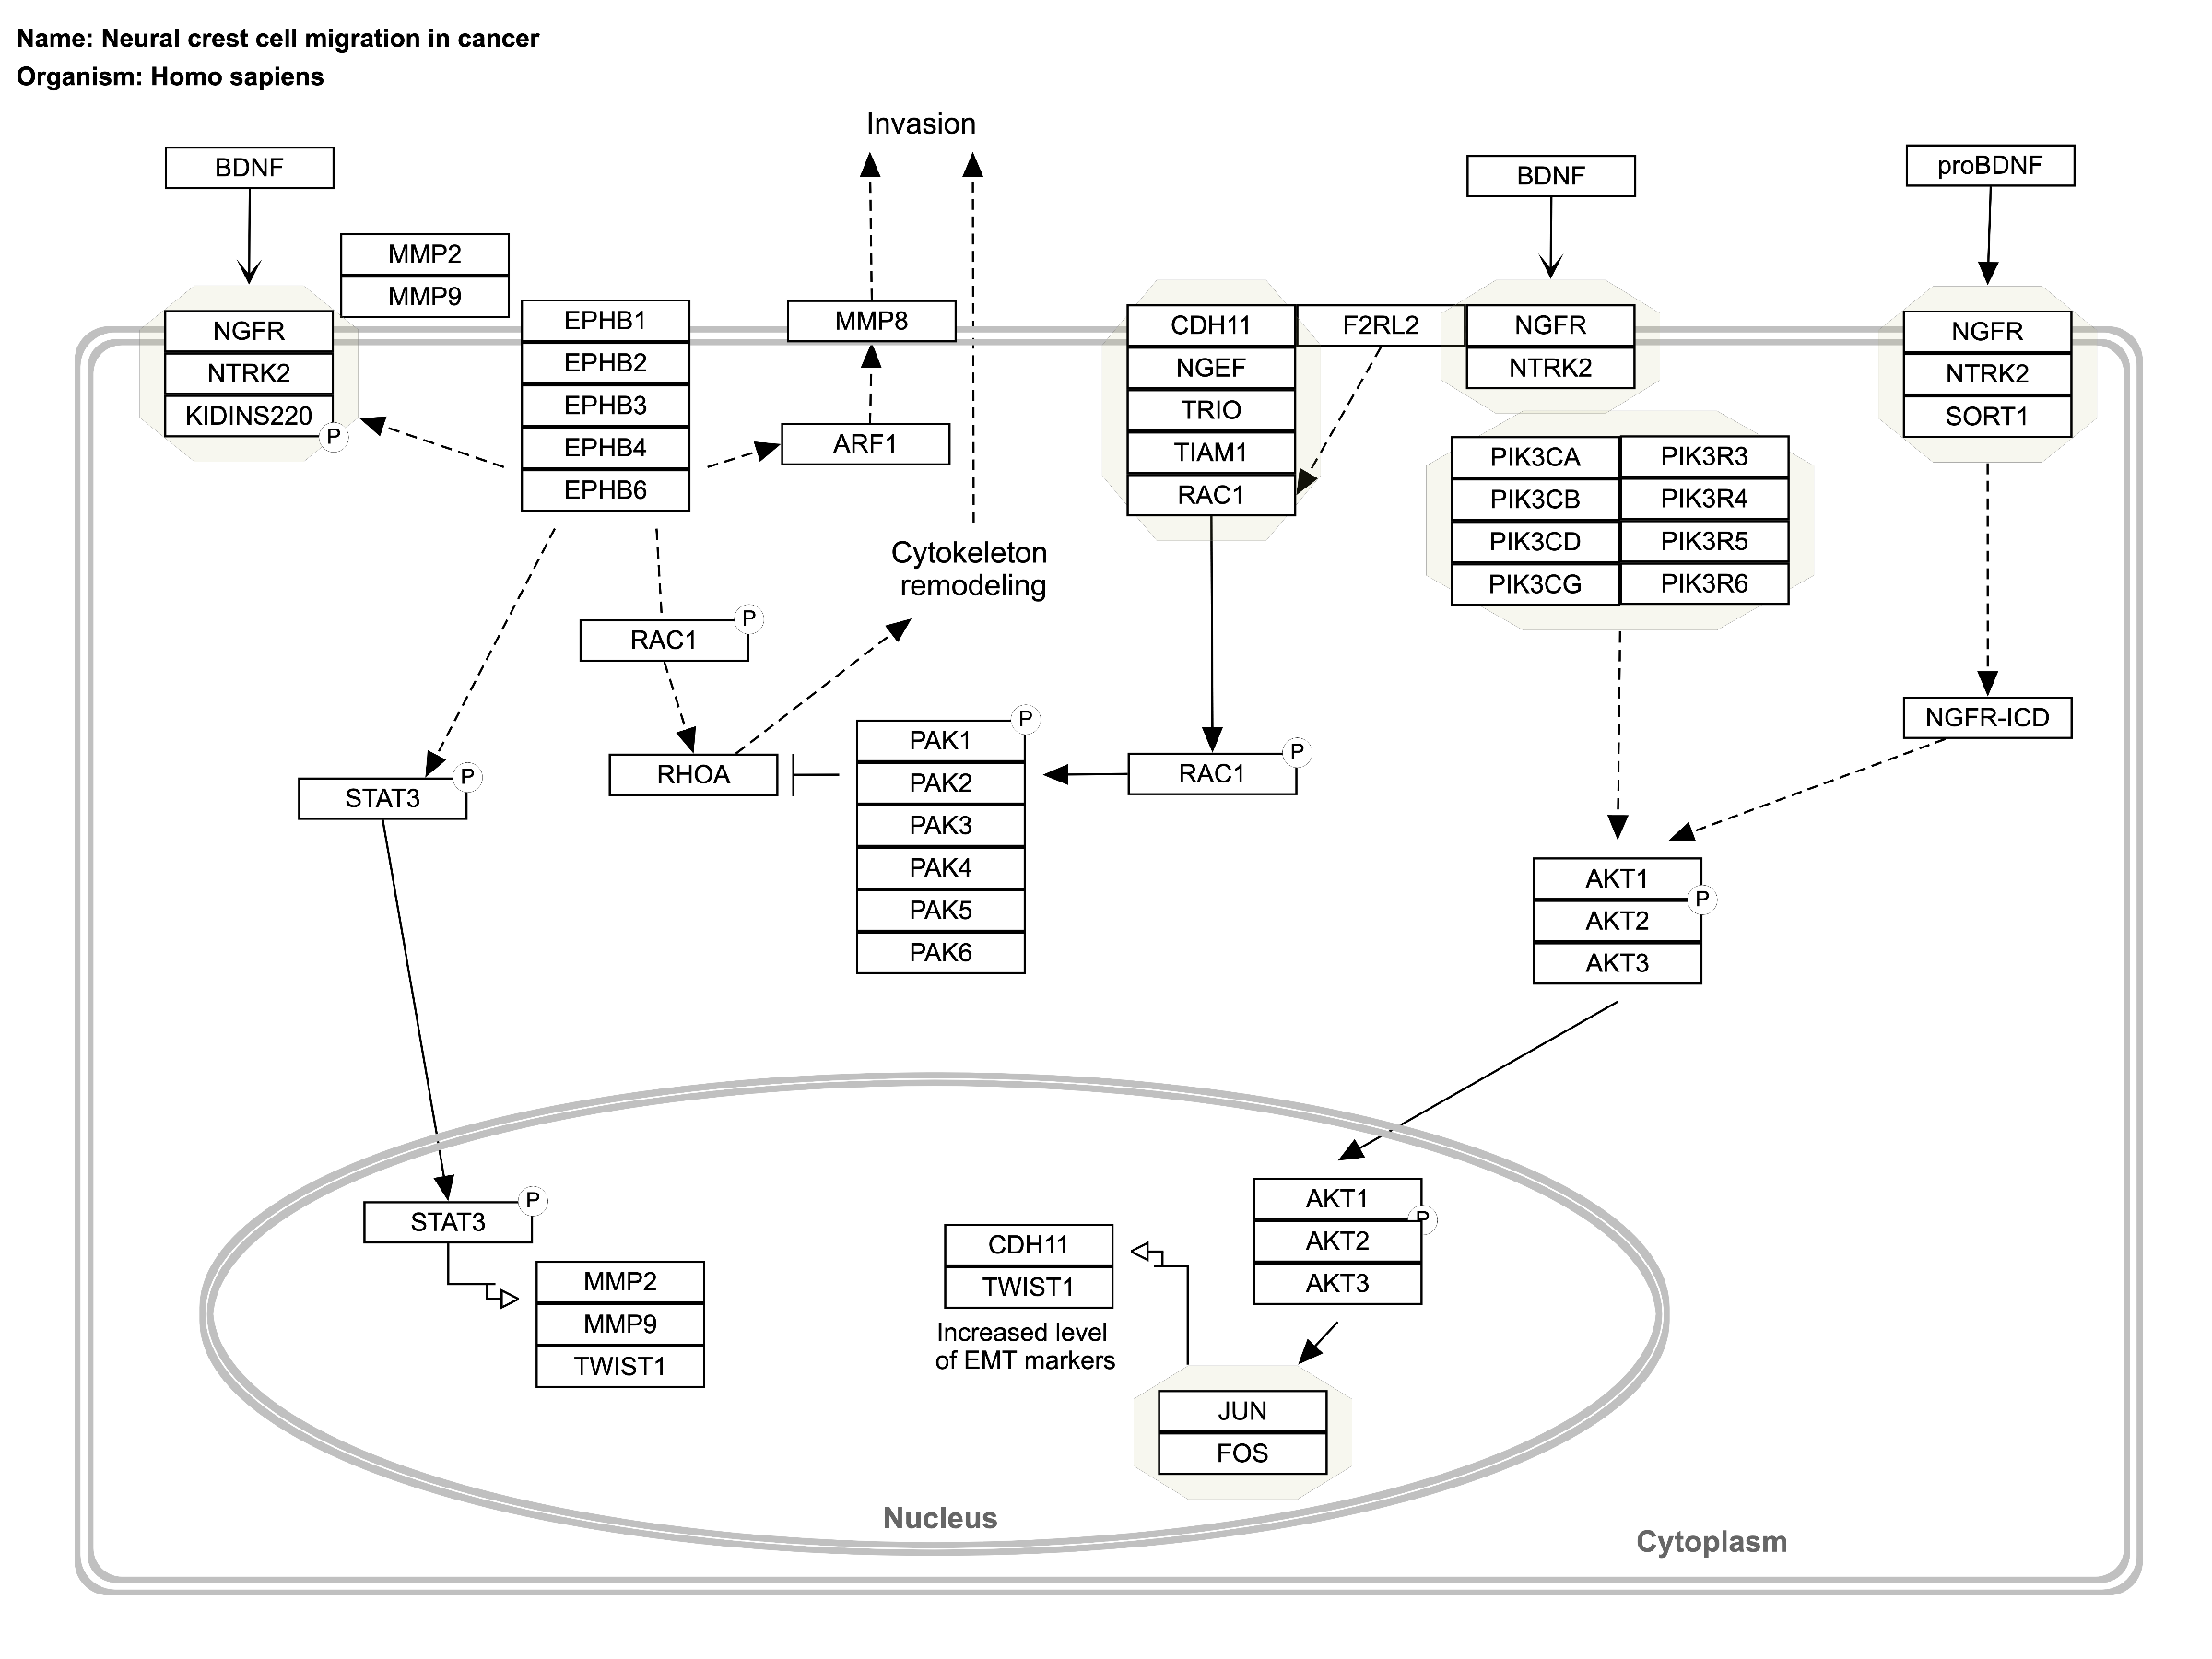 Name: Neural crest cell migration in cancer
Organism: Homo sapiens
Invasion
BDNF
BDNF
proBDNF
MMP2
MMP9
NGFR
NTRK2
KIDINS220
P
EPHB1
EPHB2
EPHB3
EPHB4
EPHB6
MMP8
ARF1
CDH11
NGEF
TRIO
TIAM1
RAC1
F2RL2
NGFR
NTRK2
NGFR
NTRK2
SORT1
PIK3CA
PIK3R3
PIK3CB
PIK3R4
PIK3CD
PIK3R5
PIK3CG
PIK3R6
Cytokeleton
remodeling
RAC1
P
NGFR-ICD
STAT3
P
RHOA
PAK1
P
PAK2
PAK3
PAK4
PAK5
PAK6
RAC1
P
AKT1
P
AKT2
AKT3
STAT3
P
MMP2
MMP9
TWIST1
CDH11
TWIST1
Increased level
of EMT markers
AKT1
P
AKT2
AKT3
JUN
FOS
Nucleus
Cytoplasm